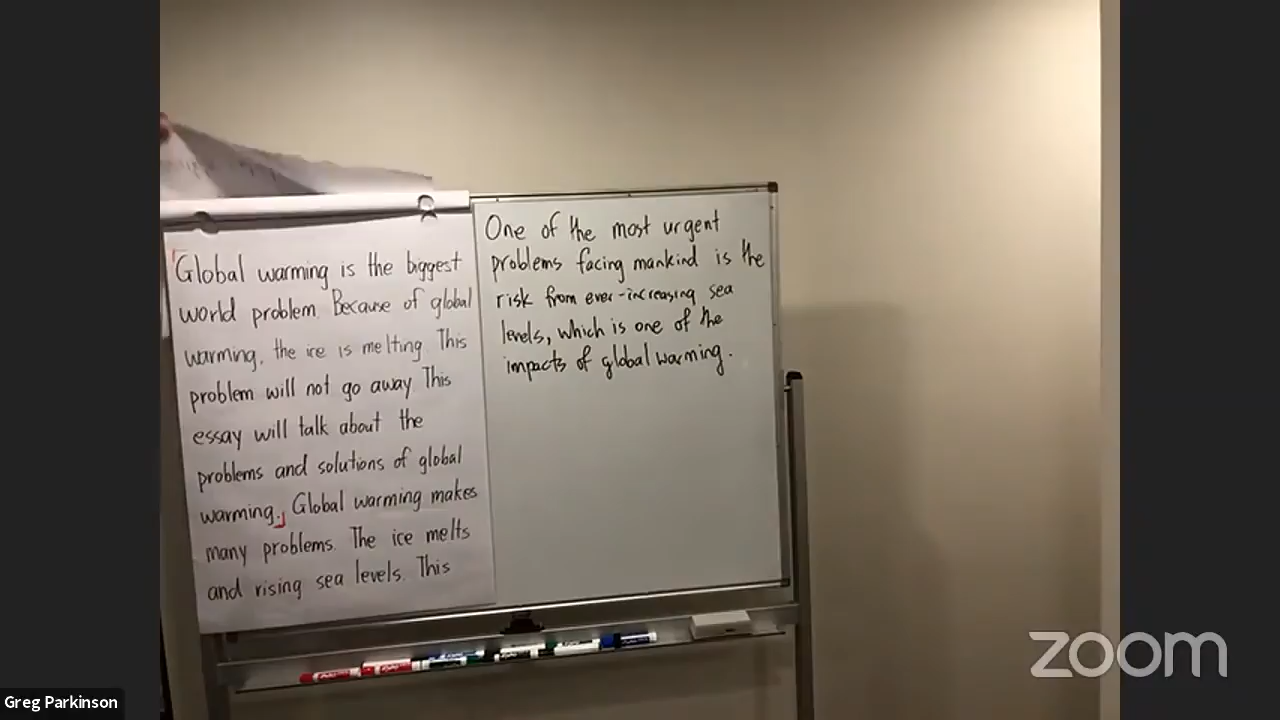 Global warming is the biggest
world problem. Because of global
warming, the ice is melting. This
problem will not go away. This
essay will talk about the
problems and solutions of global
warming. Global warming makes
many problems. The ice melts
and rising sea levels. This
One of the most urgent
problems facing mankind is the
risk from ever-increasing sea
levels, which is one of the
impacts of global warming.
Greg Parkinson
zoom